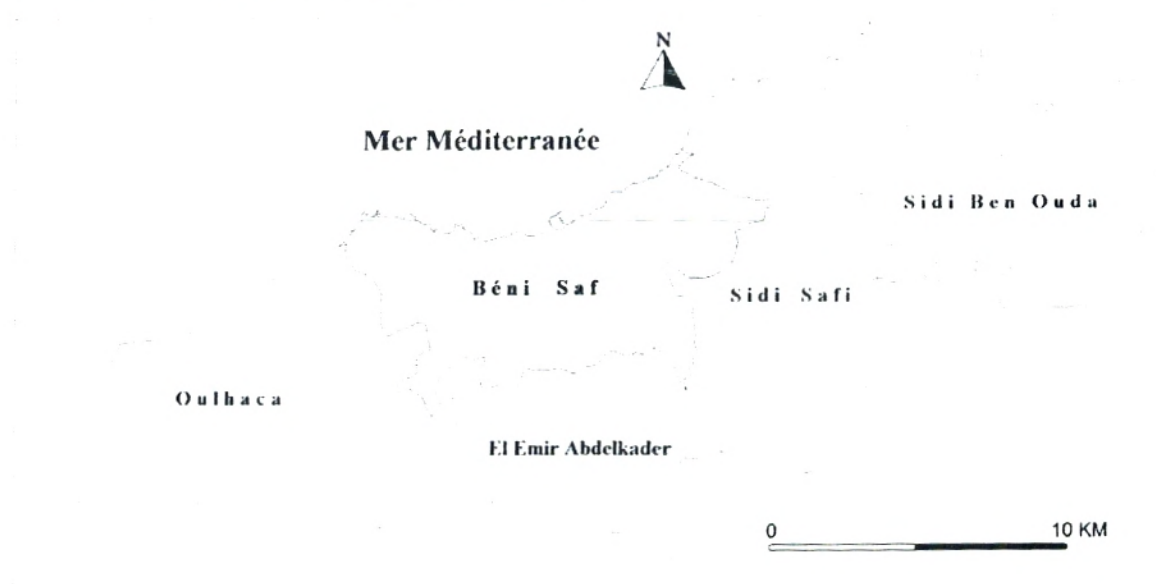 N
Mer Méditerranée
Sidi Ben Ouda
Béni Saf
Sidi Safi
Oulhaca
El Emir Abdelkader
0 10 KM